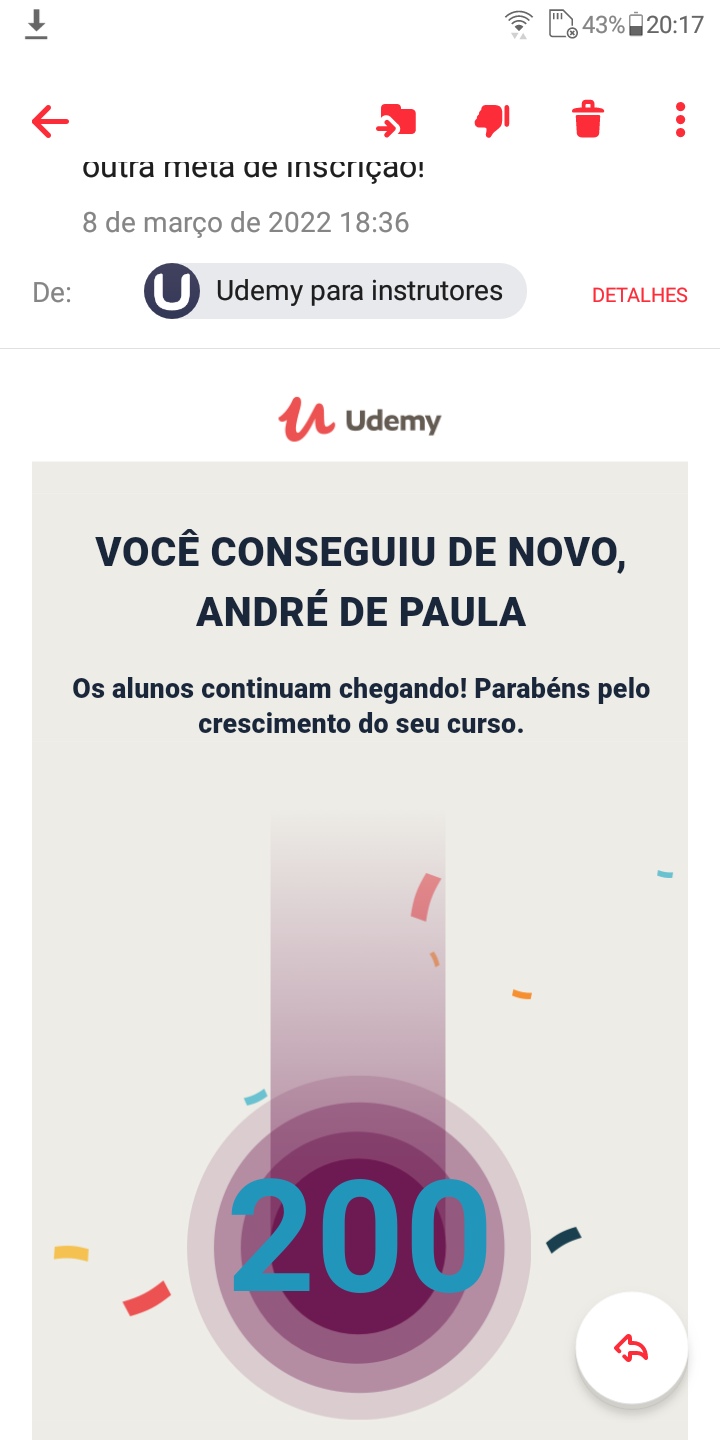 43% 20:17
outra meta de inscrição!
8 de março de 2022 18:36
De: U Udemy para instrutores DETALHES
Udemy
VOCÊ CONSEGUIU DE NOVO,
ANDRÉ DE PAULA
Os alunos continuam chegando! Parabéns pelo
crescimento do seu curso.
200